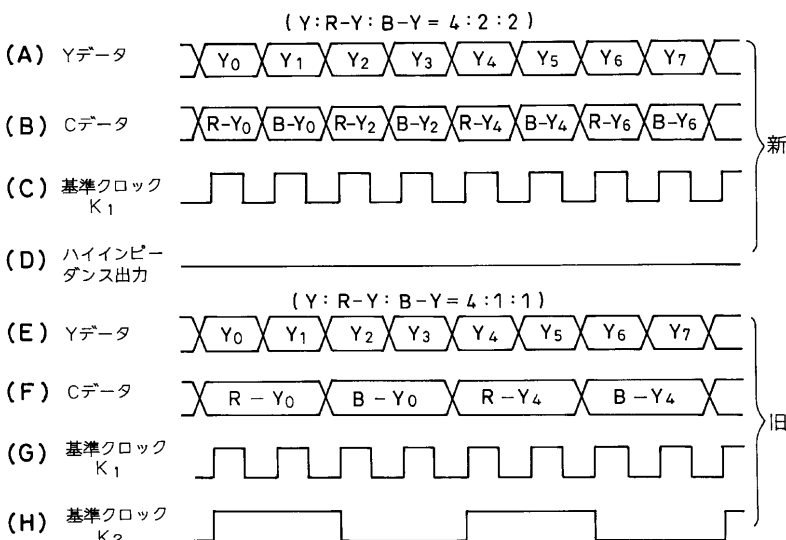 (Y:R-Y:B-Y=4:2:2)
(A) Yデータ Y0 Y1 Y2 Y3 Y4 Y5 Y6 Y7
(B) Cデータ R-Y0 B-Y0 R-Y2 B-Y2 R-Y4 B-Y4 R-Y6 B-Y6
新
(C) 基準クロック
K1
(D) ハイインピー
ダンス出力
(Y:R-Y:B-Y=4:1:1)
(E) Yデータ Y0 Y1 Y2 Y3 Y4 Y5 Y6 Y7
(F) Cデータ R-Y0 B-Y0 R-Y4 B-Y4
旧
(G) 基準クロック
K1
(H) 基準クロック
K2